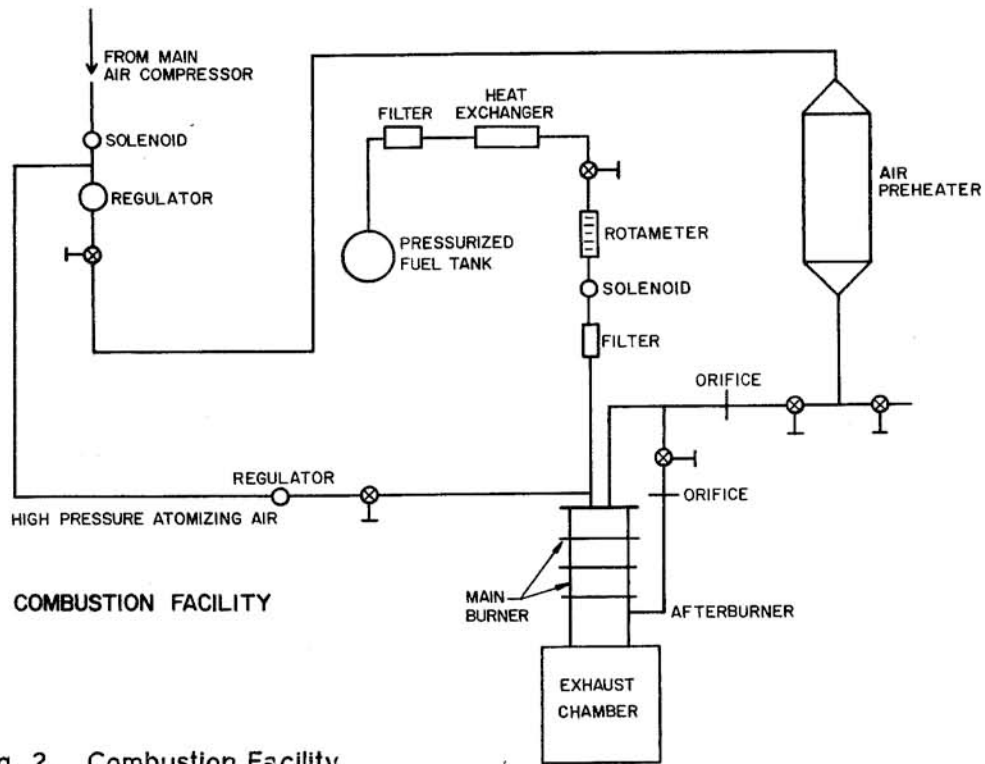 FROM MAIN
AIR COMPRESSOR
SOLENOID
REGULATOR
FILTER
HEAT
EXCHANGER
PRESSURIZED
FUEL TANK
ROTAMETER
SOLENOID
FILTER
AIR
PREHEATER
ORIFICE
ORIFICE
REGULATOR
HIGH PRESSURE ATOMIZING AIR
MAIN
BURNER
AFTERBURNER
COMBUSTION FACILITY
EXHAUST
CHAMBER
2 Combustion Facility